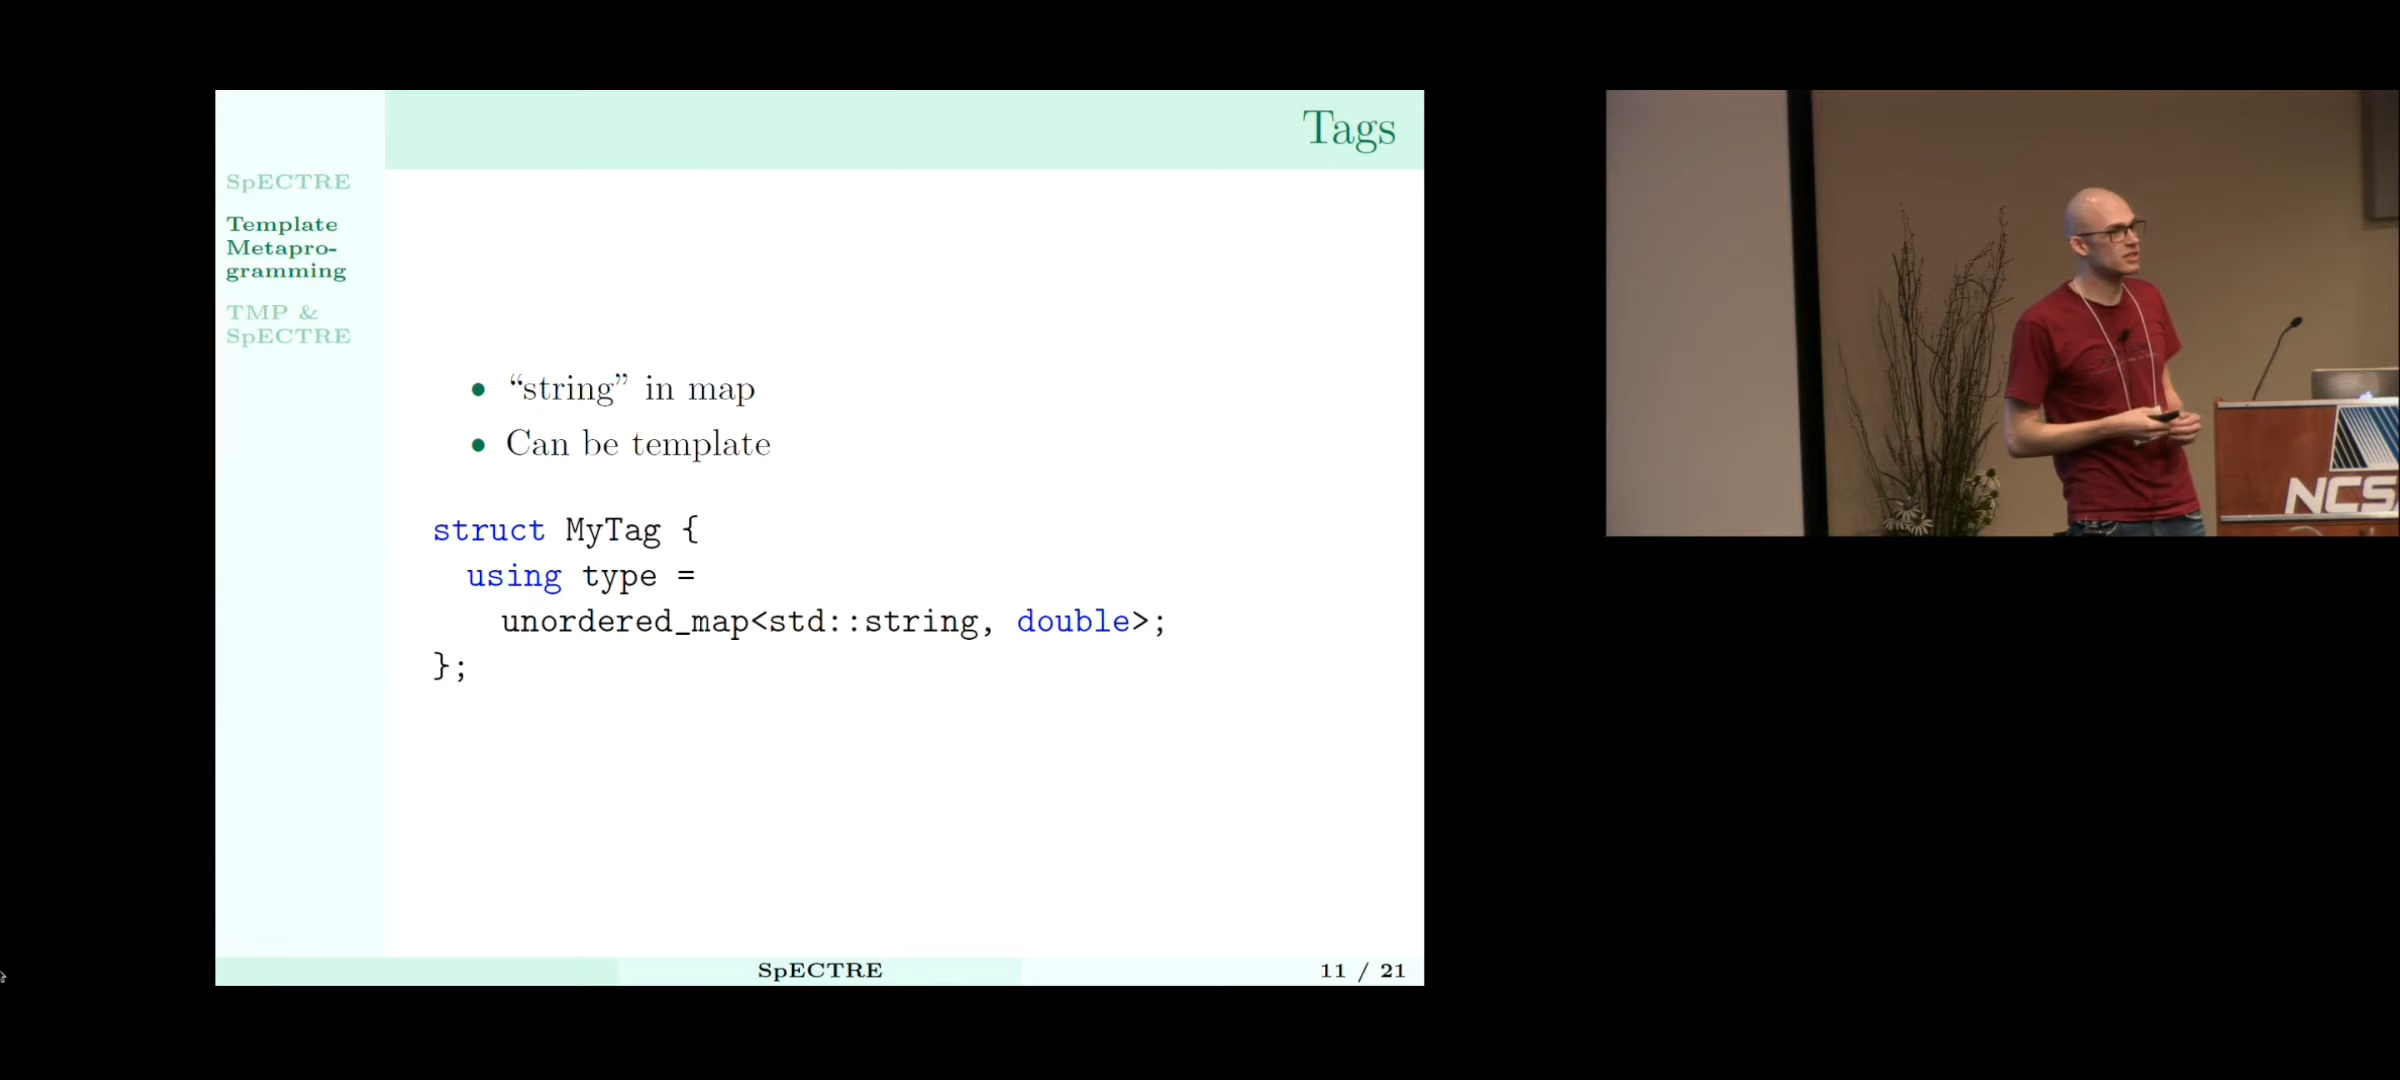 Tags
SpECTRE
Template
Metapro-
gramming
TMP &
SpECTRE
• “string” in map
• Can be template
struct MyTag {
using type =
unordered_map<std::string, double>;
};
SpECTRE
11 / 21
NCS